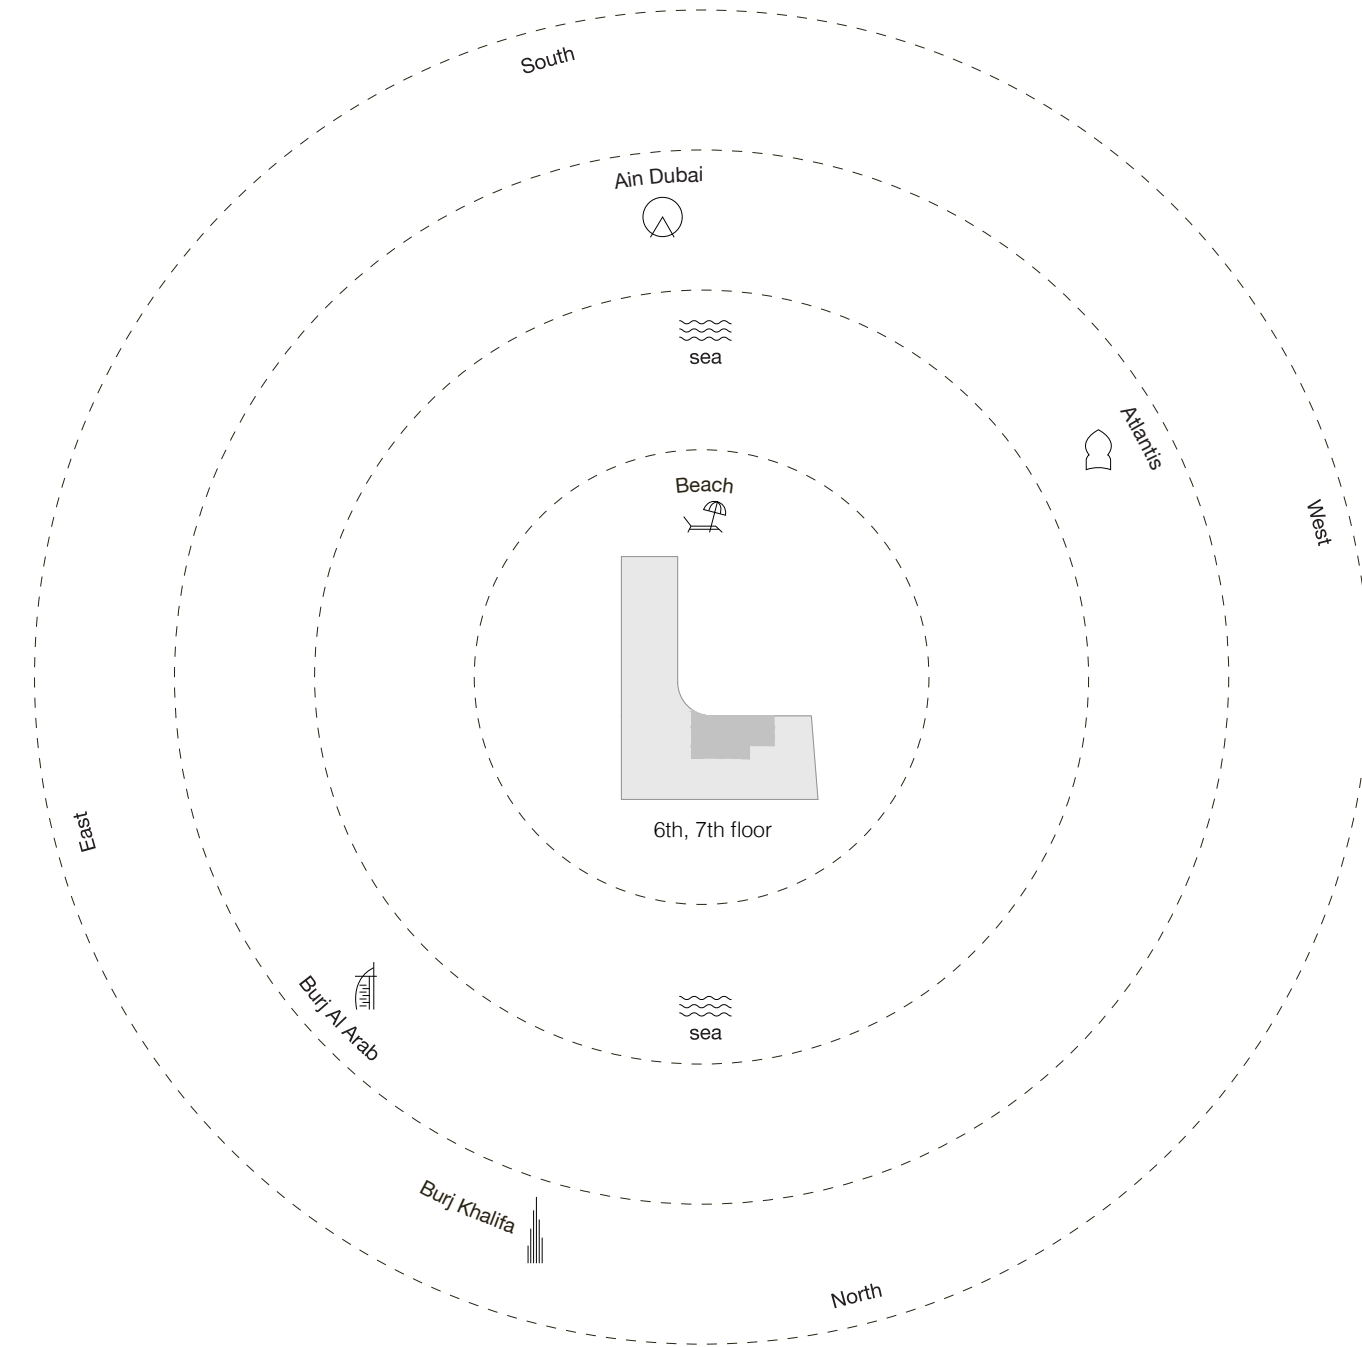 South
Ain Dubai
sea
Atlantis
Beach
West
6th, 7th floor
East
Burj Al Arab
sea
Burj Khalifa
North